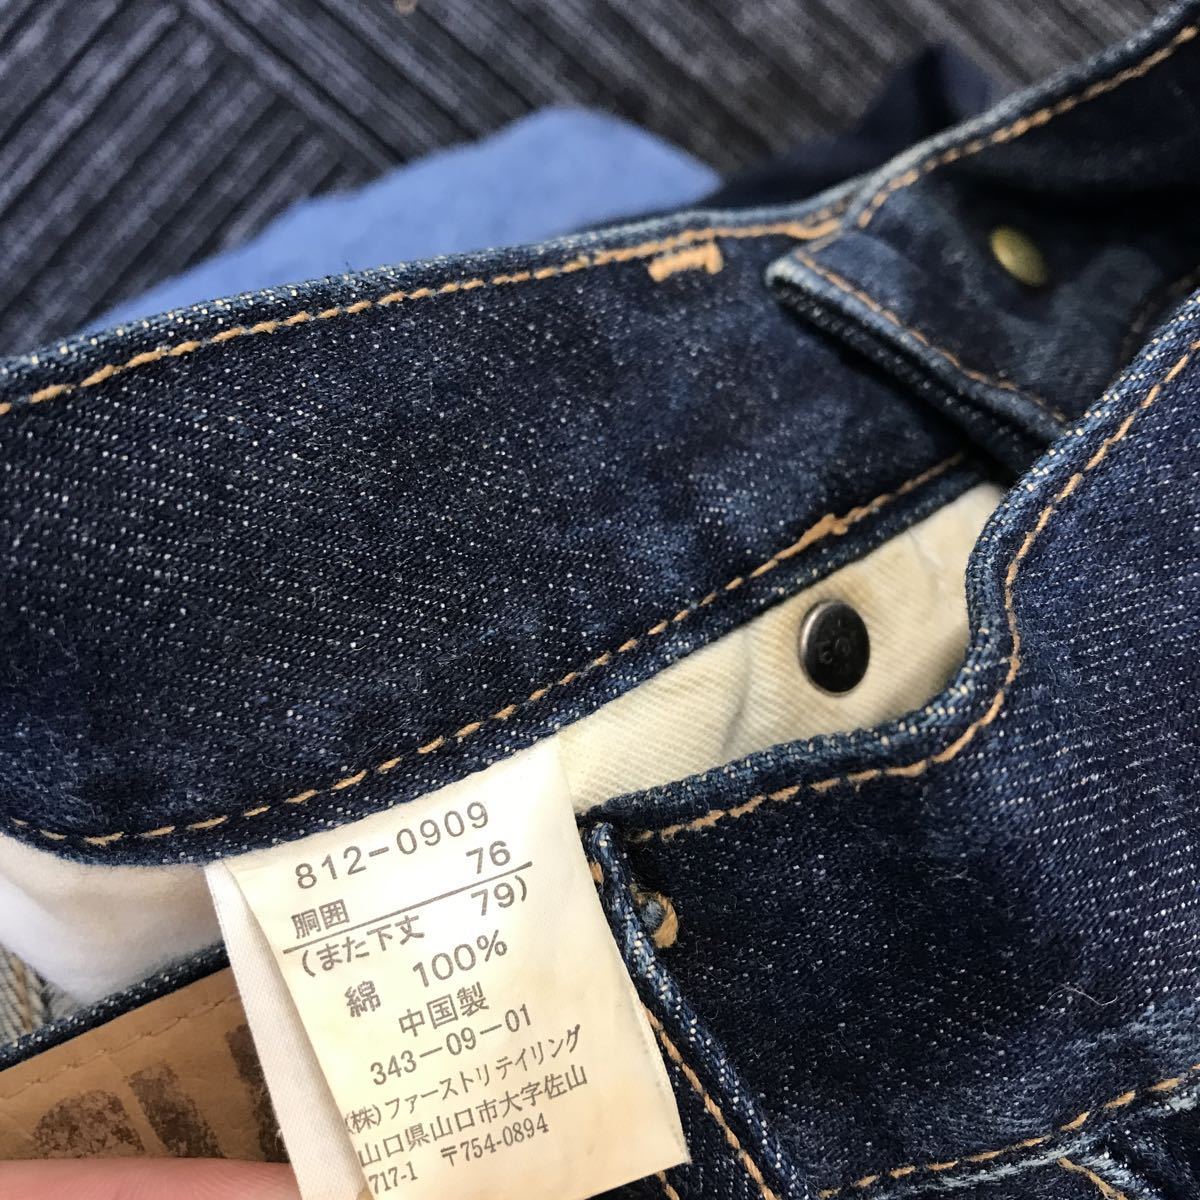 812-0909
胴囲 76
(また下丈 79)
綿 100%
中国製
343-09-01
(株)ファーストリテイリング
山口県山口市大字佐山
717-1 〒754-0894